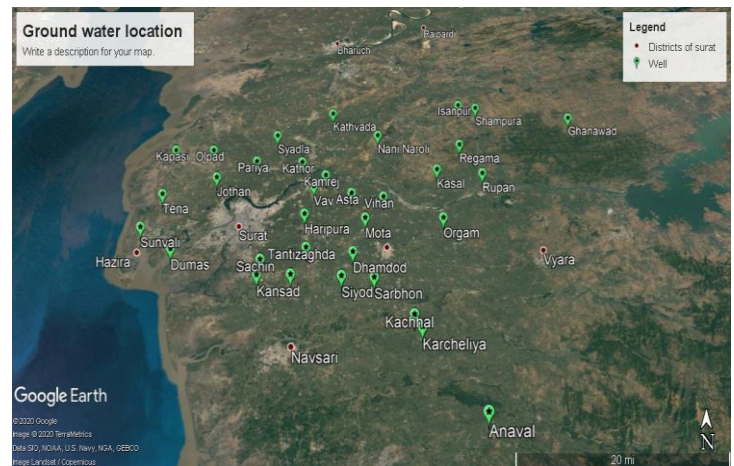 Ground water location
Write a description for your map.
Legend
Districts of surat
Well
Rajpardi
Bharuch
Isanpur
Shampura
Kathvada
Ghanawad
Syadla
Nani Naroli
Kapasi
Olpad
Regama
Pariya
Kathor
Kamrej
Kasal
Rupan
Jothan
Tena
Vav
Asta
Vihan
Haripura
Mota
Orgam
Sunvali
Surat
Hazira
Dumas
Tantizaghda
Dhamdod
Vyara
Sachin
Kansad
Siyod
Sarbhon
Kachhal
Karcheliya
Navsari
Google Earth
Anaval
©2020 Google
Image © 2020 TerraMetrics
Data SIO, NOAA, U.S. Navy, NGA, GEBCO
Image Landsat / Copernicus
N
20 mi